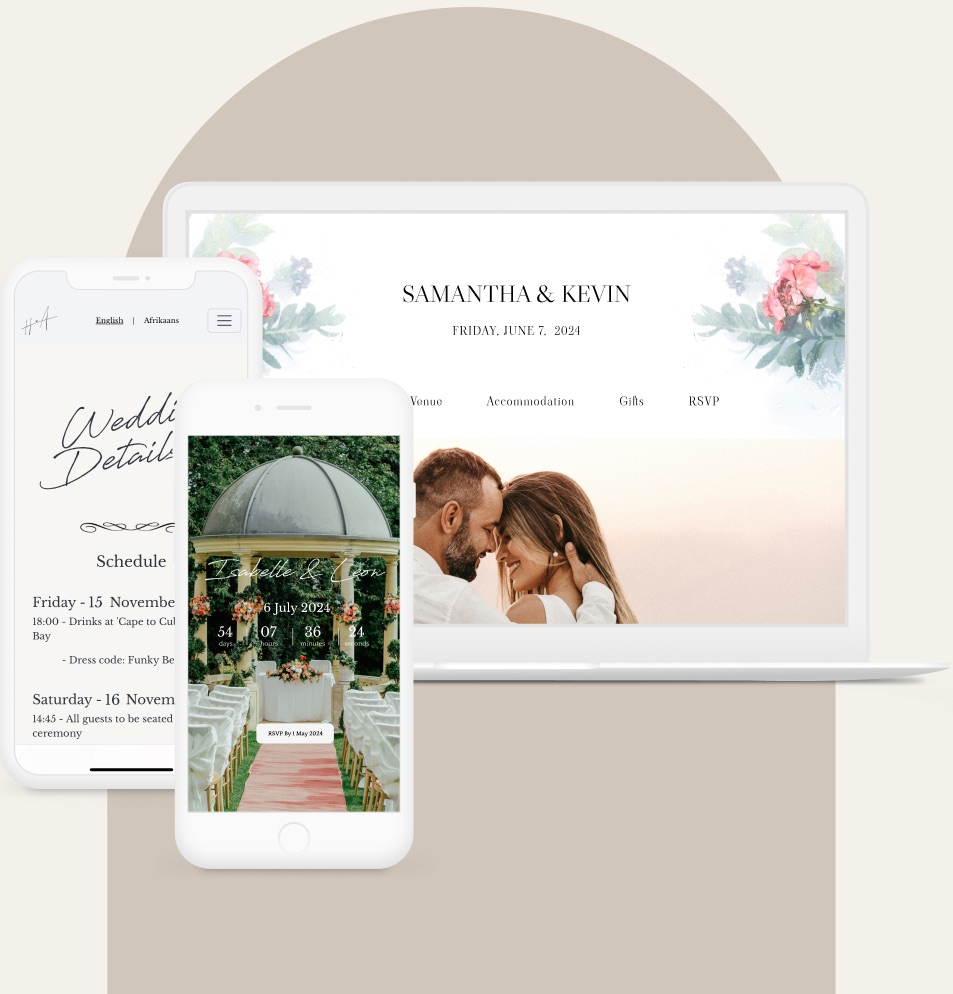 SAMANTHA & KEVIN
FRIDAY, JUNE 7, 2024
Venue Accommodation Gifts RSVP
H & A
English | Afrikaans
Weddi
Details
Schedule
Friday - 15 Novembe
18:00 - Drinks at 'Cape to Cub
Bay
- Dress code: Funky Be
Saturday - 16 Novem
14:45 - All guests to be seated
ceremony
Isabelle & Leon
6 July 2024
54 07 36 24
days hours minutes seconds
RSVP By 1 May 2024